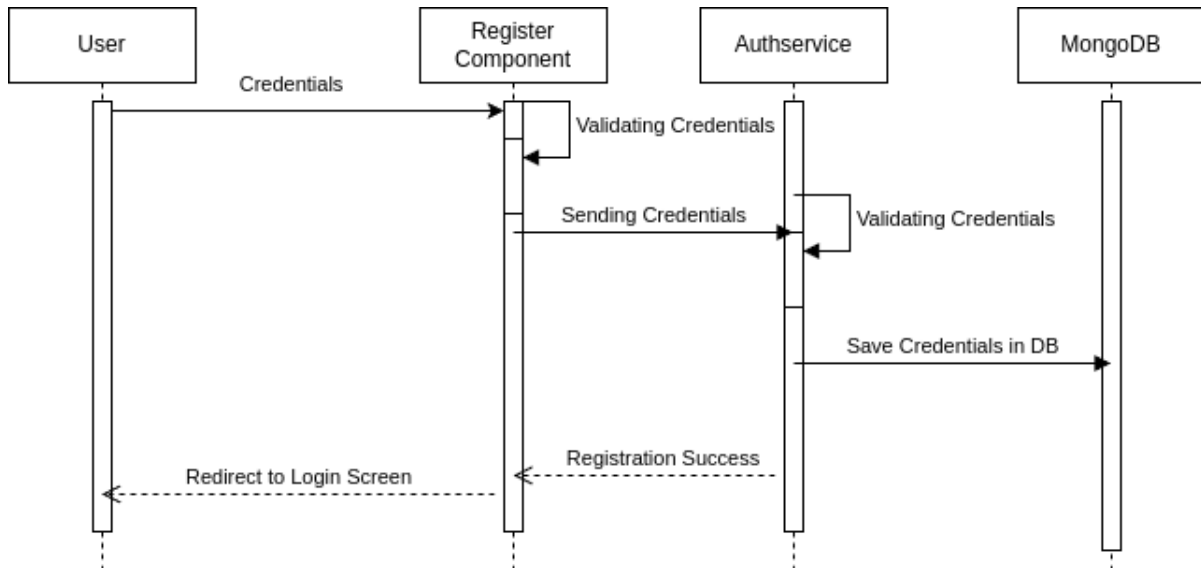 User
Register
Component
Authservice
MongoDB
Credentials
Validating Credentials
Sending Credentials
Validating Credentials
Save Credentials in DB
Registration Success
Redirect to Login Screen